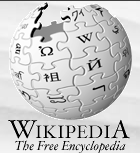 Ω W И
WIKIPEDIA
The Free Encyclopedia